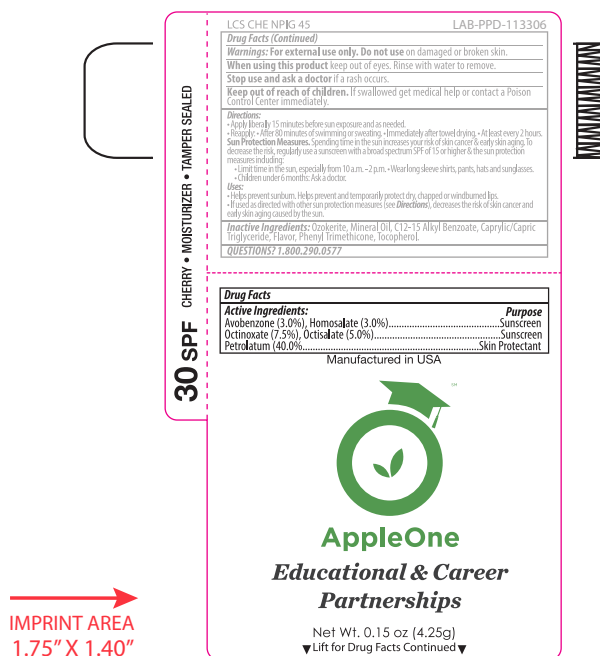 LCS CHE NPIG 45 LAB-PPD-113306
Drug Facts (Continued)
Warnings: For external use only. Do not use on damaged or broken skin.
When using this product keep out of eyes. Rinse with water to remove.
Stop use and ask a doctor if a rash occurs.
Keep out of reach of children. If swallowed get medical help or contact a Poison
Control Center immediately.
Directions:
• Apply liberally 15 minutes before sun exposure and as needed.
• Reapply: • After 80 minutes of swimming or sweating. • Immediately after towel drying. • At least every 2 hours.
Sun Protection Measures. Spending time in the sun increases your risk of skin cancer & early skin aging. To
decrease the risk, regularly use a sunscreen with a broad spectrum SPF of 15 or higher & the sun protection
measures including:
• Limit time in the sun, especially from 10 a.m. –2 p.m. • Wear long sleeve shirts, pants, hats and sunglasses.
• Children under 6 months: Ask a doctor.
Uses:
• Helps prevent sunburn. Helps prevent and temporarily protect dry, chapped or windburned lips.
• If used as directed with other sun protection measures (see Directions), decreases the risk of skin cancer and
early skin aging caused by the sun.
Inactive Ingredients: Ozokerite, Mineral Oil, C12-15 Alkyl Benzoate, Caprylic/Capric
Triglyceride, Flavor, Phenyl Trimethicone, Tocopherol.
QUESTIONS? 1.800.290.0577
30 SPF CHERRY • MOISTURIZER • TAMPER SEALED
Drug Facts
Active Ingredients: Purpose
Avobenzone (3.0%), Homosalate (3.0%)..........................................Sunscreen
Octinoxate (7.5%), Octisalate (5.0%)................................................Sunscreen
Petrolatum (40.0%...................................................................Skin Protectant
Manufactured in USA
SM
AppleOne
Educational & Career
Partnerships
Net Wt. 0.15 oz (4.25g)
▼Lift for Drug Facts Continued▼
IMPRINT AREA
1.75” X 1.40”